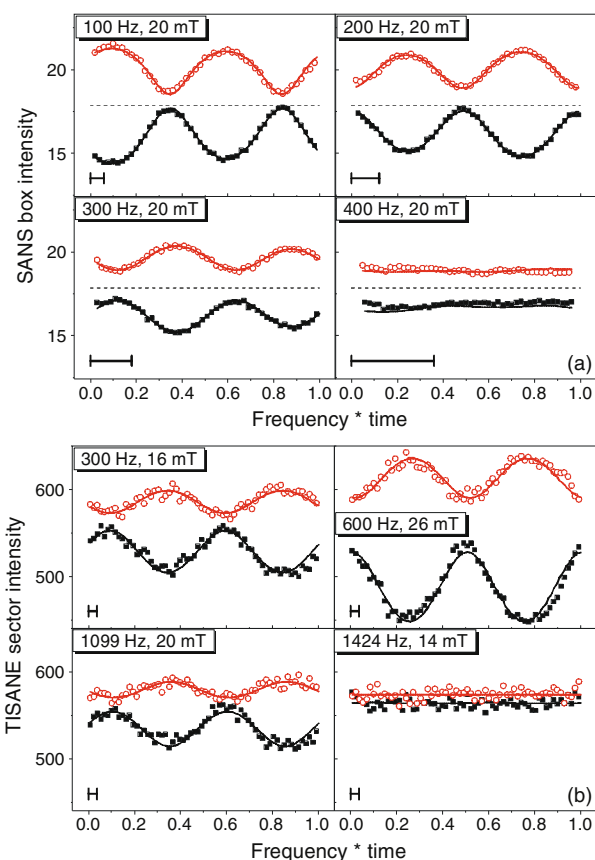 100 Hz, 20 mT
200 Hz, 20 mT
20
15
300 Hz, 20 mT
400 Hz, 20 mT
20
15
SANS box intensity
(a)
0.0 0.2 0.4 0.6 0.8 1.0 0.0 0.2 0.4 0.6 0.8 1.0
Frequency * time
300 Hz, 16 mT
600 Hz, 26 mT
600
500
1099 Hz, 20 mT
1424 Hz, 14 mT
600
500
TISANE sector intensity
(b)
0.0 0.2 0.4 0.6 0.8 1.0 0.0 0.2 0.4 0.6 0.8 1.0
Frequency * time